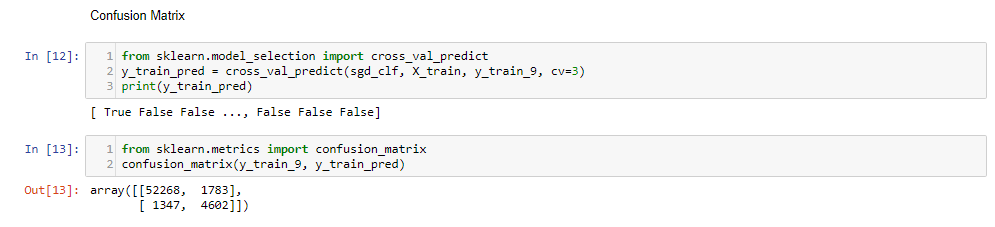 Confusion Matrix
In [12]: 1 from sklearn.model_selection import cross_val_predict
2 y_train_pred = cross_val_predict(sgd_clf, X_train, y_train_9, cv=3)
3 print(y_train_pred)
[ True False False ..., False False False]
In [13]: 1 from sklearn.metrics import confusion_matrix
2 confusion_matrix(y_train_9, y_train_pred)
Out[13]: array([[52268,  1783],
[ 1347,  4602]])